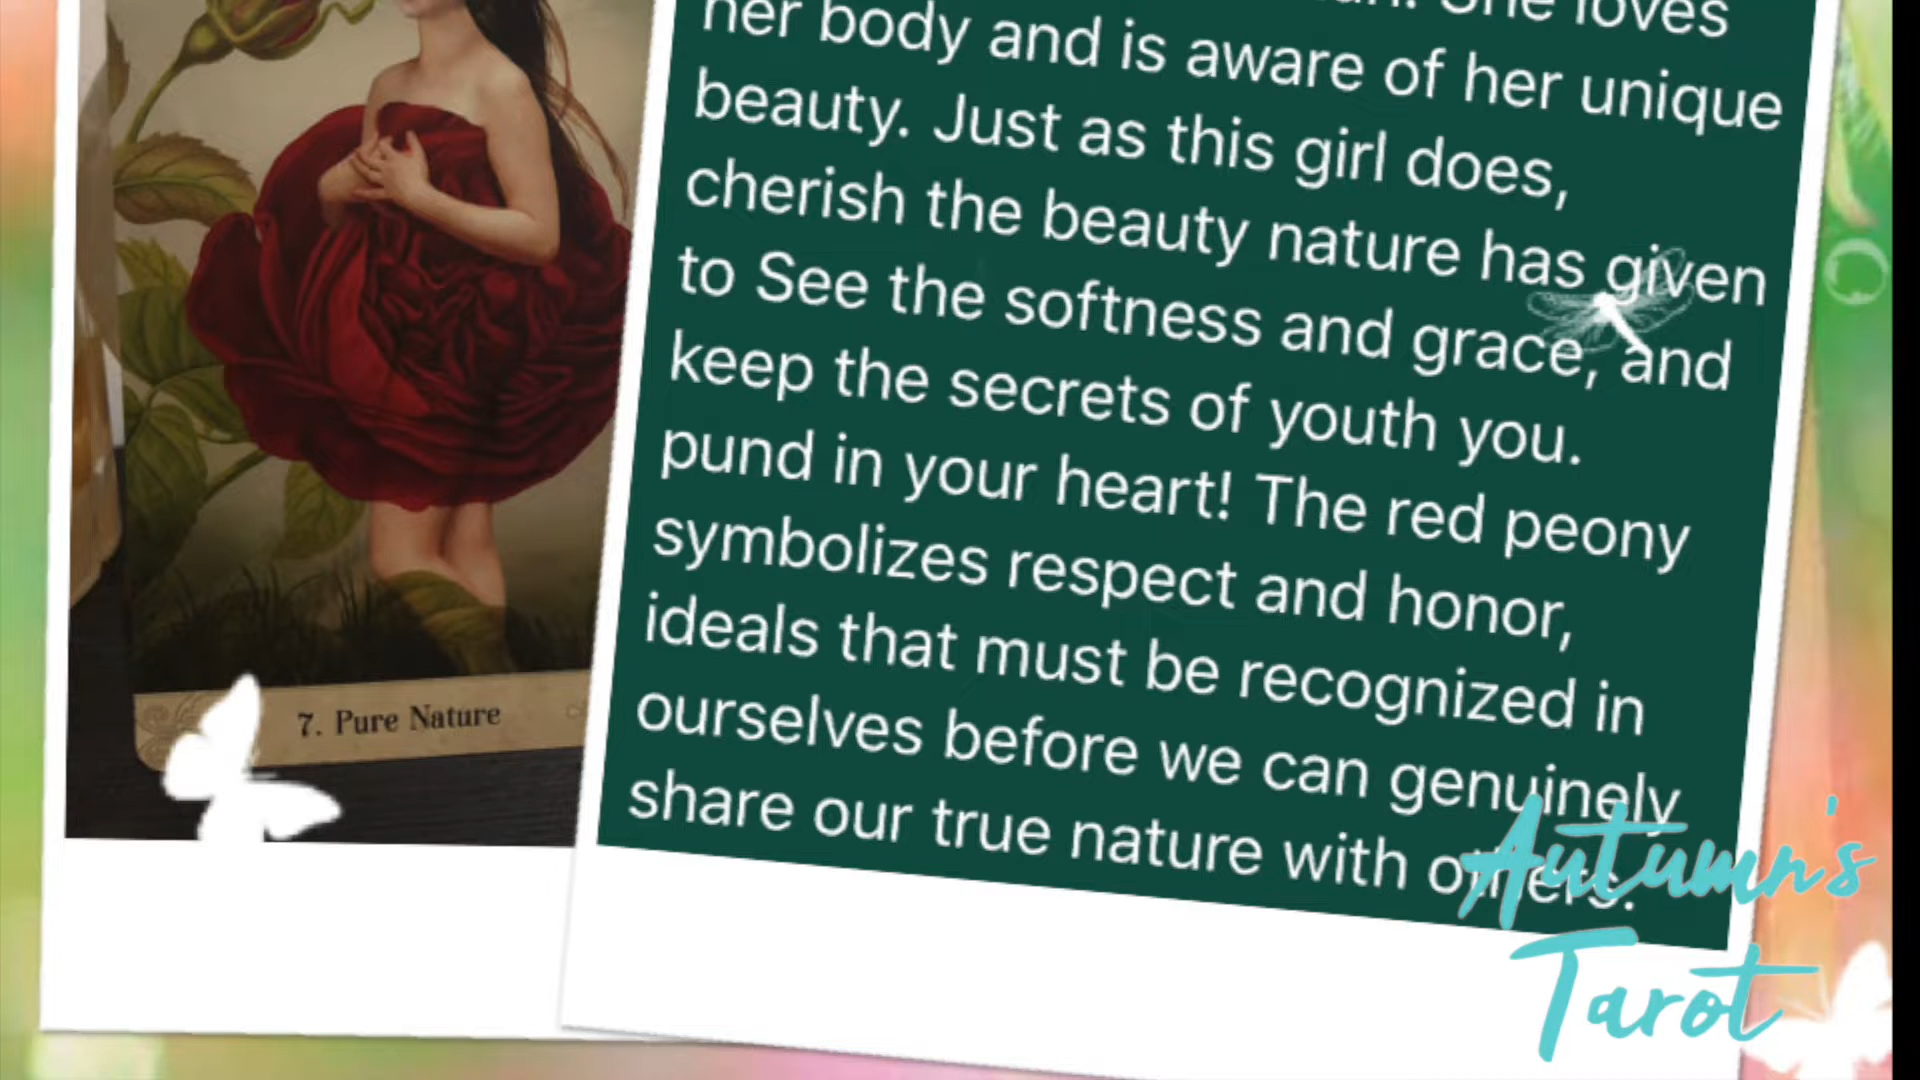 She loves
her body and is aware of her unique
beauty. Just as this girl does,
cherish the beauty nature has given
to See the softness and grace, and
keep the secrets of youth you.
pund in your heart! The red peony
symbolizes respect and honor,
ideals that must be recognized in
ourselves before we can genuinely
share our true nature with others.
7. Pure Nature
Autumn's
Tarot